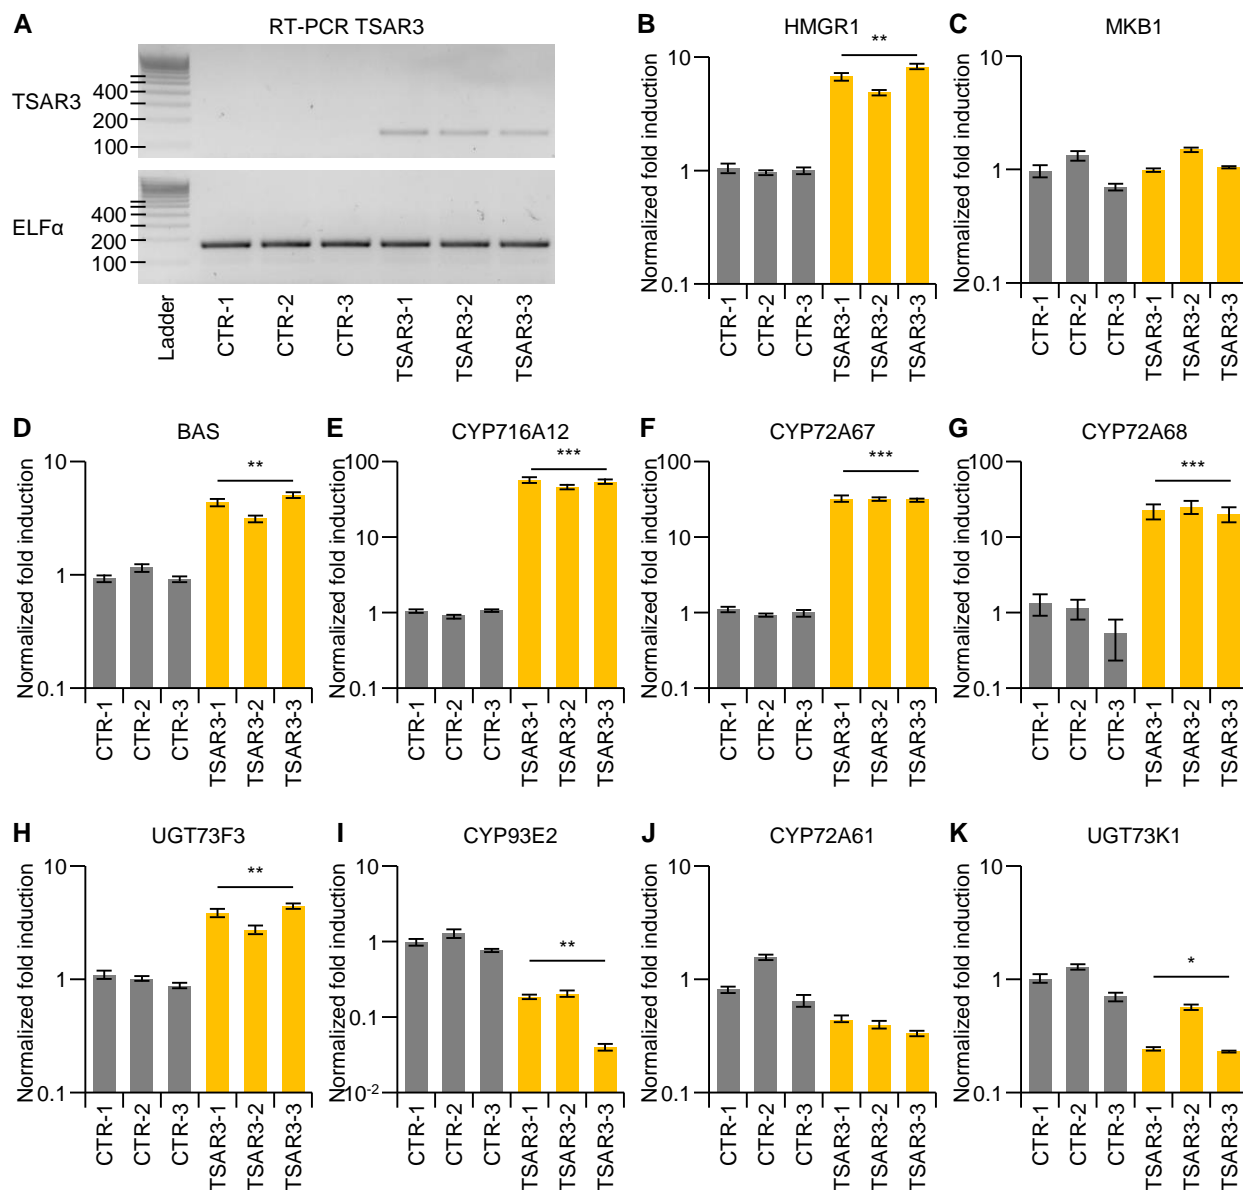 A
RT-PCR TSAR3
TSAR3
400
200
100
ELFα
400
200
100
Ladder
CTR-1
CTR-2
CTR-3
TSAR3-1
TSAR3-2
TSAR3-3
B
HMGR1
Normalized fold induction
10
1
0.1
**
CTR-1
CTR-2
CTR-3
TSAR3-1
TSAR3-2
TSAR3-3
C
MKB1
Normalized fold induction
10
1
0.1
CTR-1
CTR-2
CTR-3
TSAR3-1
TSAR3-2
TSAR3-3
D
BAS
Normalized fold induction
10
1
0.1
**
CTR-1
CTR-2
CTR-3
TSAR3-1
TSAR3-2
TSAR3-3
E
CYP716A12
Normalized fold induction
100
10
1
0.1
***
CTR-1
CTR-2
CTR-3
TSAR3-1
TSAR3-2
TSAR3-3
F
CYP72A67
Normalized fold induction
100
10
1
0.1
***
CTR-1
CTR-2
CTR-3
TSAR3-1
TSAR3-2
TSAR3-3
G
CYP72A68
Normalized fold induction
100
10
1
0.1
***
CTR-1
CTR-2
CTR-3
TSAR3-1
TSAR3-2
TSAR3-3
H
UGT73F3
Normalized fold induction
10
1
0.1
**
CTR-1
CTR-2
CTR-3
TSAR3-1
TSAR3-2
TSAR3-3
I
CYP93E2
Normalized fold induction
10
1
0.1
10⁻²
**
CTR-1
CTR-2
CTR-3
TSAR3-1
TSAR3-2
TSAR3-3
J
CYP72A61
Normalized fold induction
10
1
0.1
CTR-1
CTR-2
CTR-3
TSAR3-1
TSAR3-2
TSAR3-3
K
UGT73K1
Normalized fold induction
10
1
0.1
*
CTR-1
CTR-2
CTR-3
TSAR3-1
TSAR3-2
TSAR3-3